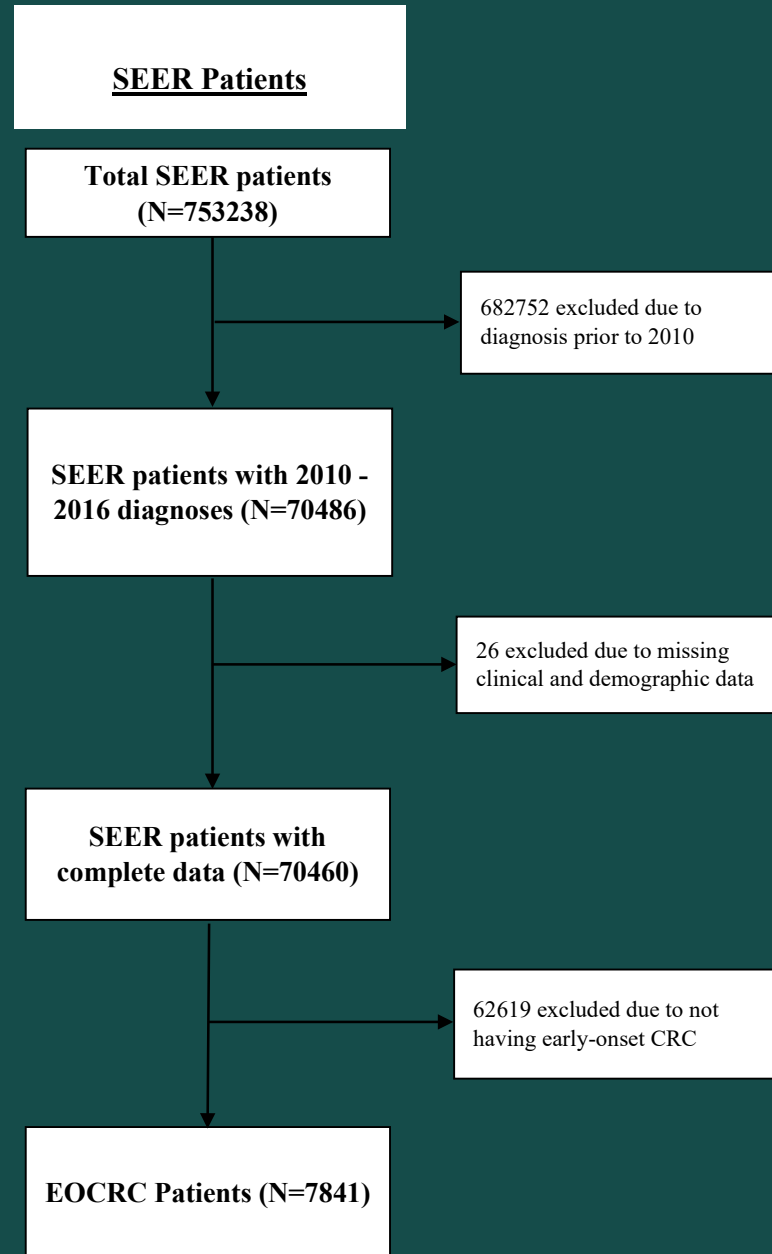 SEER Patients
Total SEER patients
(N=753238)
682752 excluded due to
diagnosis prior to 2010
SEER patients with 2010 -
2016 diagnoses (N=70486)
26 excluded due to missing
clinical and demographic data
SEER patients with
complete data (N=70460)
62619 excluded due to not
having early-onset CRC
EOCRC Patients (N=7841)